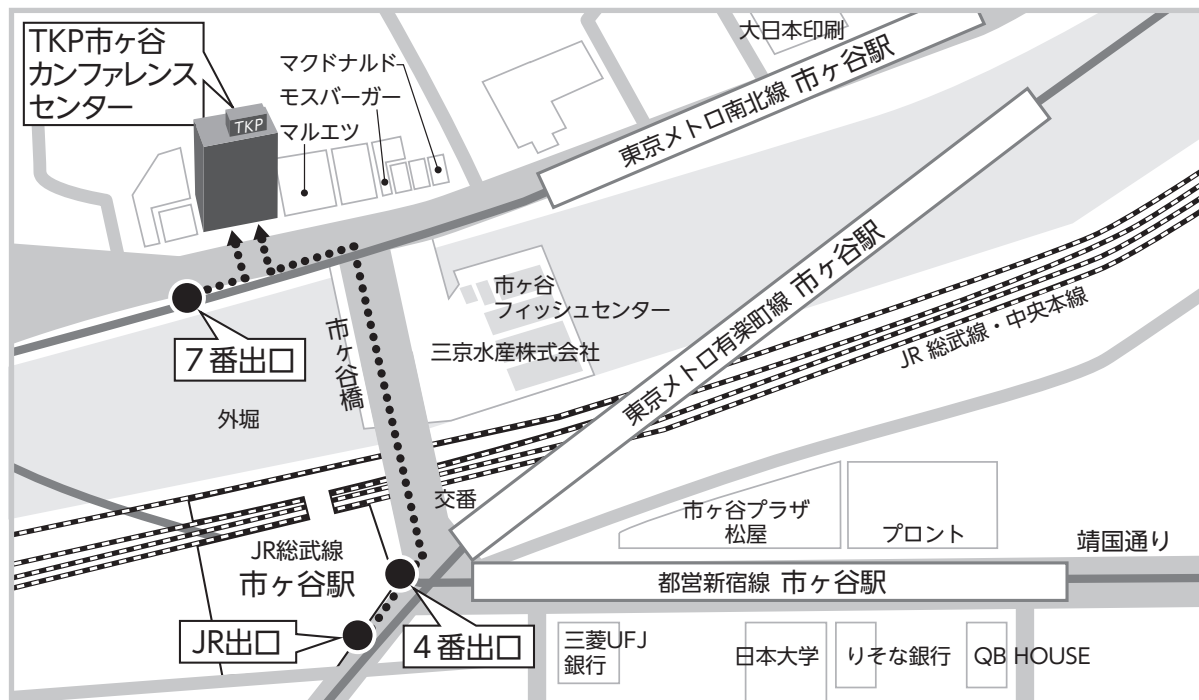 TKP市ヶ谷
カンファレンス
センター
TKP
マクドナルド
モスバーガー
マルエツ
大日本印刷
東京メトロ南北線 市ヶ谷駅
市ヶ谷
フィッシュセンター
三京水産株式会社
東京メトロ有楽町線 市ヶ谷駅
JR 総武線・中央本線
7番出口
市ヶ谷橋
外堀
交番
市ヶ谷プラザ
松屋
プロント
靖国通り
JR総武線
市ヶ谷駅
都営新宿線 市ヶ谷駅
JR出口
4番出口
三菱UFJ
銀行
日本大学
りそな銀行
QB HOUSE